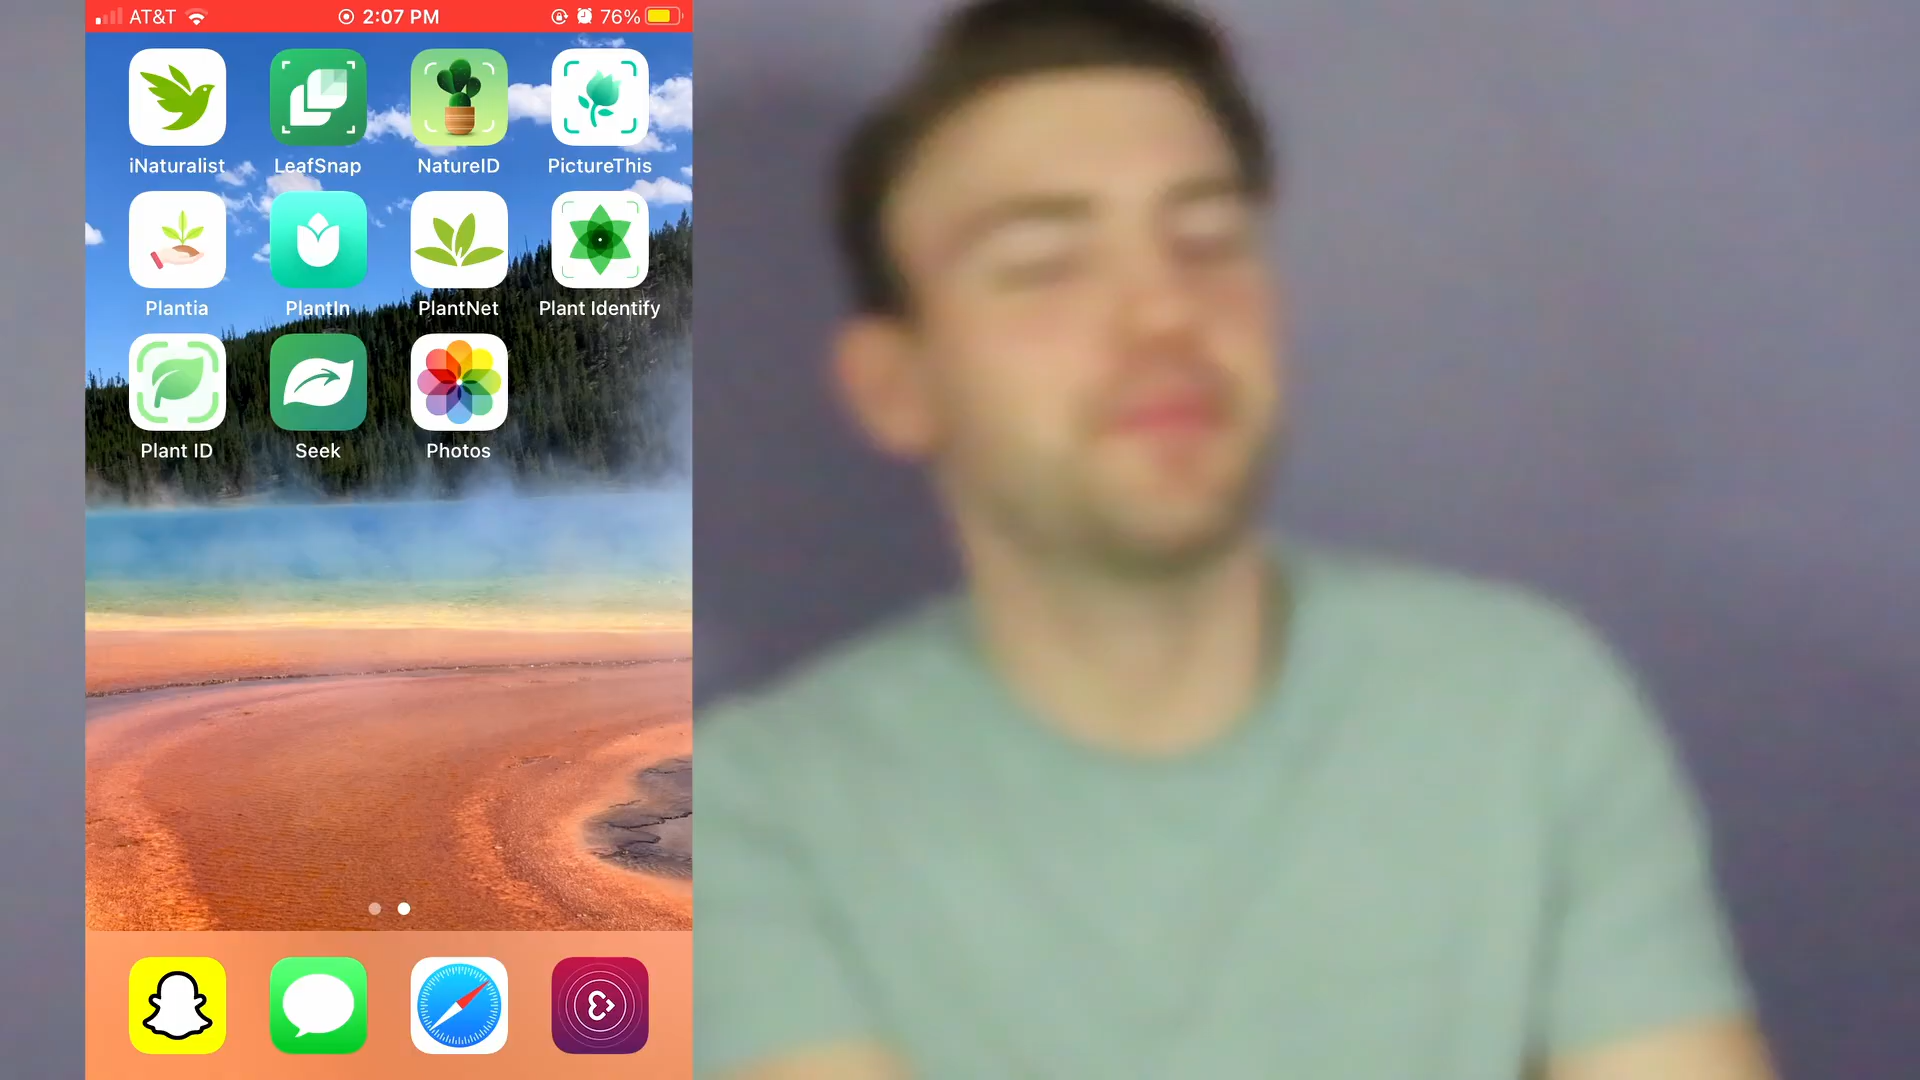 AT&T 2:07 PM 76%
iNaturalist LeafSnap NatureID PictureThis
Plantia PlantIn PlantNet Plant Identify
Plant ID Seek Photos